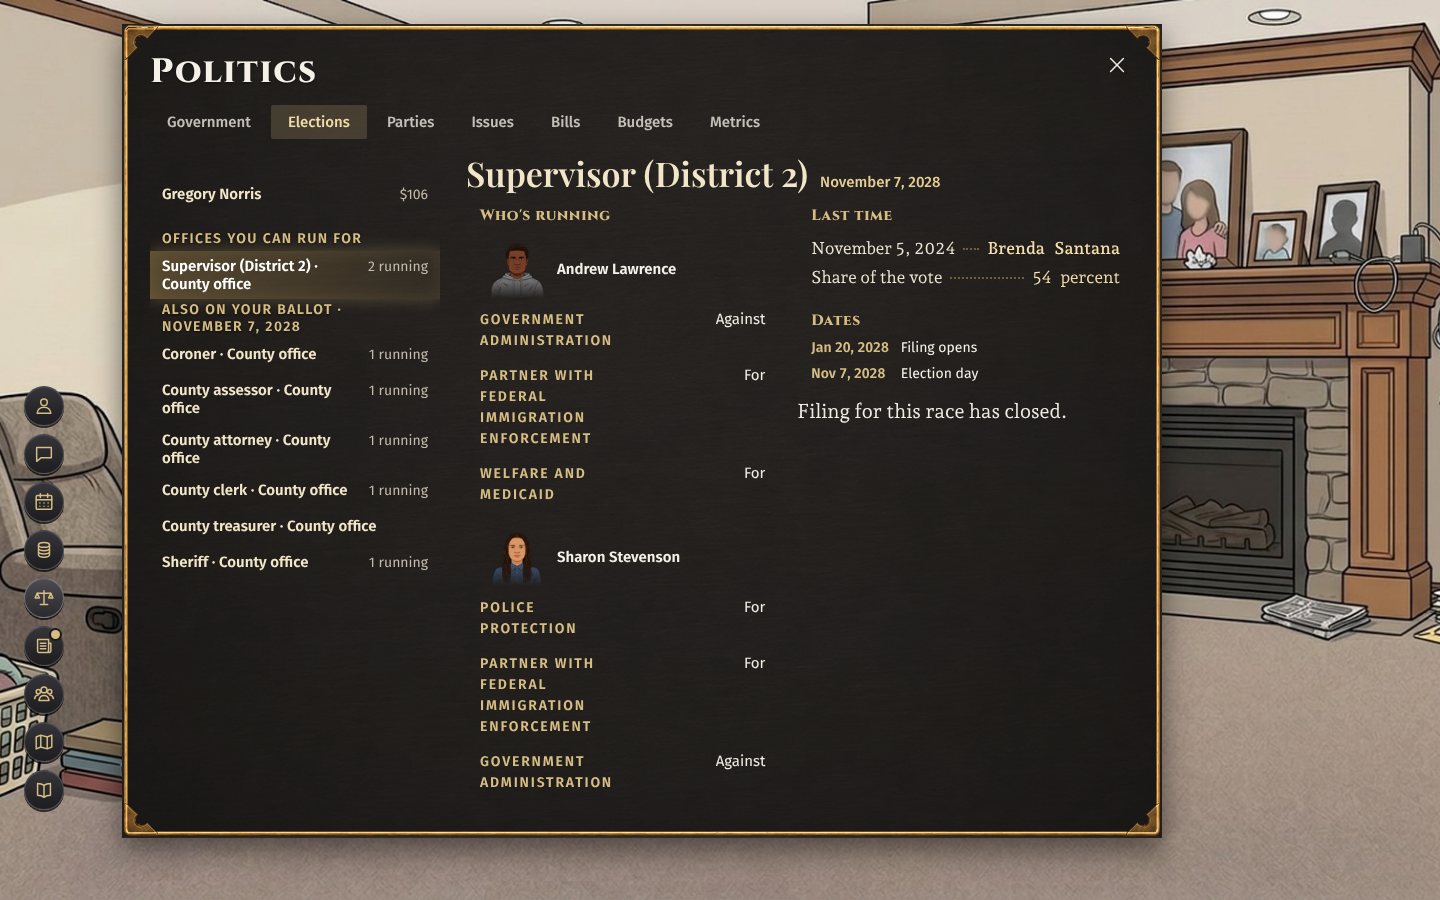 Politics
Government Elections Parties Issues Bills Budgets Metrics
Gregory Norris $106
OFFICES YOU CAN RUN FOR
Supervisor (District 2) · 2 running
County office
ALSO ON YOUR BALLOT ·
NOVEMBER 7, 2028
Coroner · County office 1 running
County assessor · County 1 running
office
County attorney · County 1 running
office
County clerk · County office 1 running
County treasurer · County office
Sheriff · County office 1 running
Supervisor (District 2) November 7, 2028
Who's running
Andrew Lawrence
GOVERNMENT Against
ADMINISTRATION
PARTNER WITH For
FEDERAL
IMMIGRATION
ENFORCEMENT
WELFARE AND For
MEDICAID
Sharon Stevenson
POLICE For
PROTECTION
PARTNER WITH For
FEDERAL
IMMIGRATION
ENFORCEMENT
GOVERNMENT Against
ADMINISTRATION
Last time
November 5, 2024 Brenda Santana
Share of the vote 54 percent
Dates
Jan 20, 2028 Filing opens
Nov 7, 2028 Election day
Filing for this race has closed.